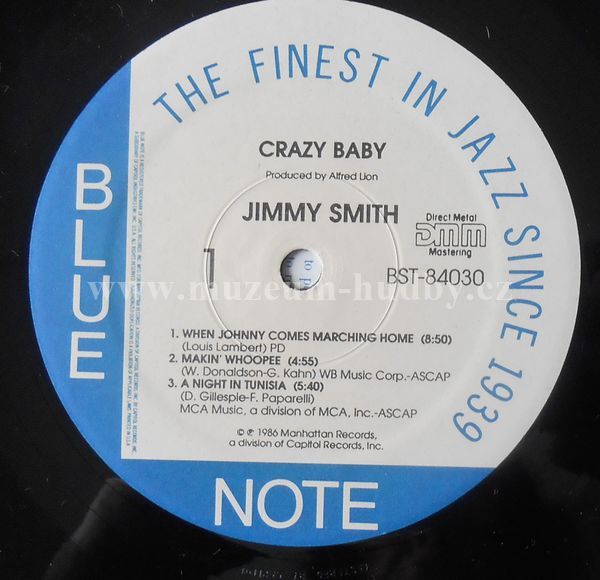 THE FINEST IN JAZZ SINCE 1939
CRAZY BABY
Produced by Alfred Lion
JIMMY SMITH
Direct Metal
DMM
Mastering
1
BST-84030
www.muzeum-hudby.cz
1. WHEN JOHNNY COMES MARCHING HOME (8:50)
(Louis Lambert) PD
2. MAKIN' WHOOPEE (4:55)
(W. Donaldson-G. Kahn) WB Music Corp.-ASCAP
3. A NIGHT IN TUNISIA (5:40)
(D. Gillesple-F. Paparelli)
MCA Music, a division of MCA, Inc.-ASCAP
© ℗ 1986 Manhattan Records,
a division of Capitol Records, Inc.
BLUE
NOTE